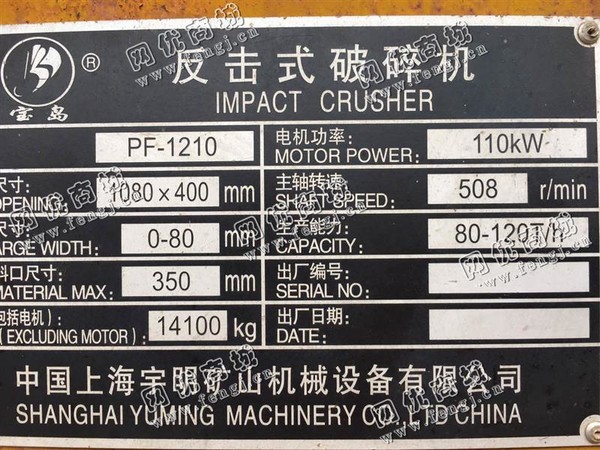 宝岛 ®
反击式破碎机
IMPACT CRUSHER
PF-1210
电机功率:
MOTOR POWER: 110kW
尺寸:
OPENING: 1080×400 mm
主轴转速
SHAFT SPEED: 508 r/min
尺寸:
ARGE WIDTH: 0-80 mm
生产能力
CAPACITY: 80-120T/H
料口尺寸:
MATERIAL MAX: 350 mm
出厂编号:
SERIAL NO:
包括电机):
(EXCLUDING MOTOR): 14100 kg
出厂日期:
DATE:
中国上海宇明矿山机械设备有限公司
SHANGHAI YUMING MACHINERY CO.,LTD CHINA
网优商坊
www.fengj.cn